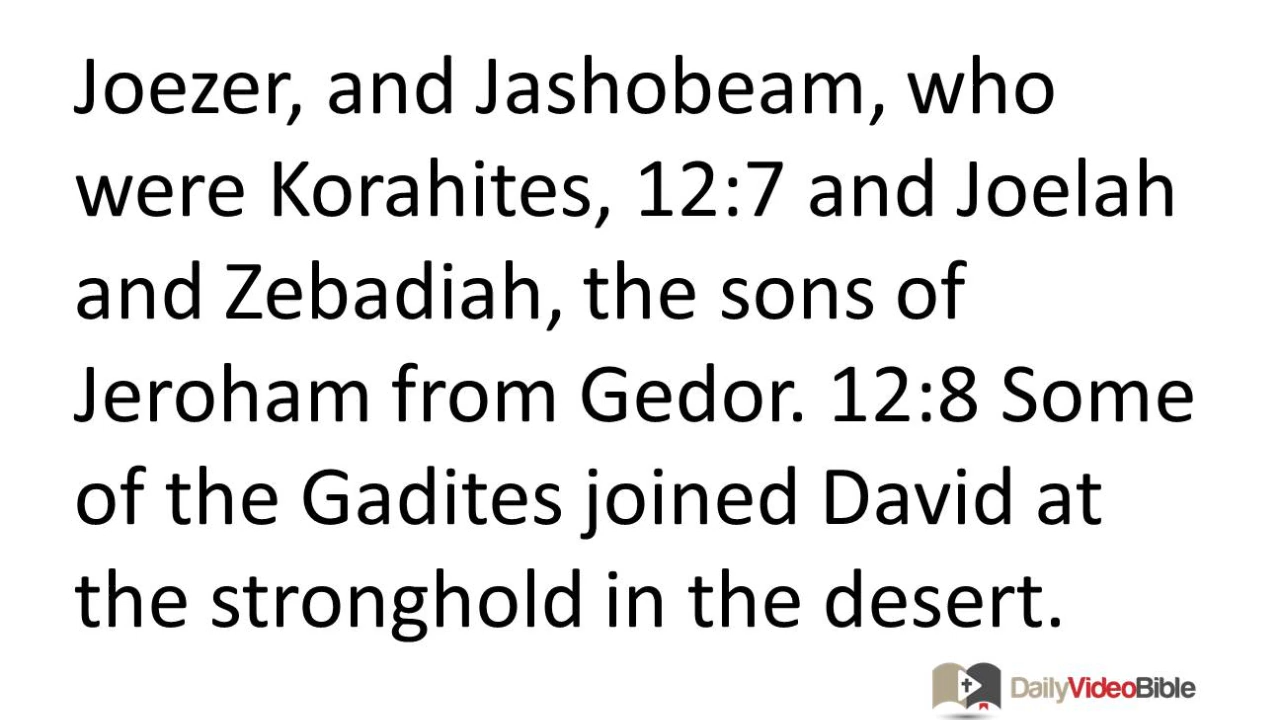 Joezer, and Jashobeam, who
were Korahites, 12:7 and Joelah
and Zebadiah, the sons of
Jeroham from Gedor. 12:8 Some
of the Gadites joined David at
the stronghold in the desert.
DailyVideoBible